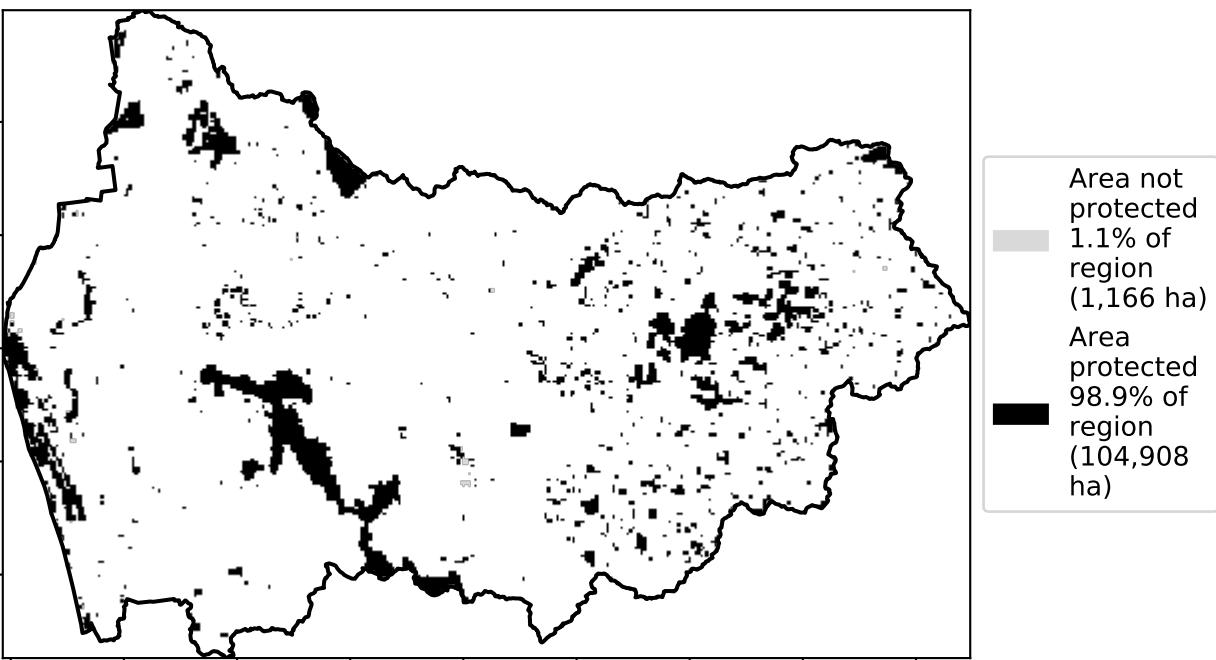 Area not
protected
1.1% of
region
(1,166 ha)
Area
protected
98.9% of
region
(104,908
ha)